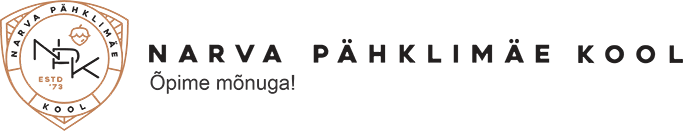 NARVA PÄHKLIMÄE
NPK
ESTD
'73
KOOL
NARVA PÄHKLIMÄE KOOL
Õpime mõnuga!